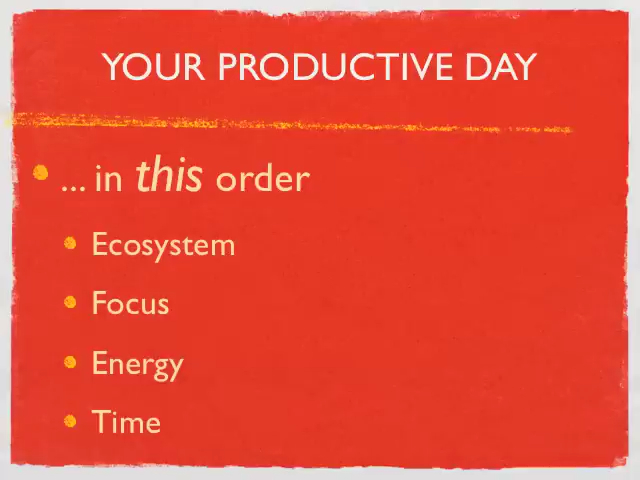 YOUR PRODUCTIVE DAY
... in this order
Ecosystem
Focus
Energy
Time